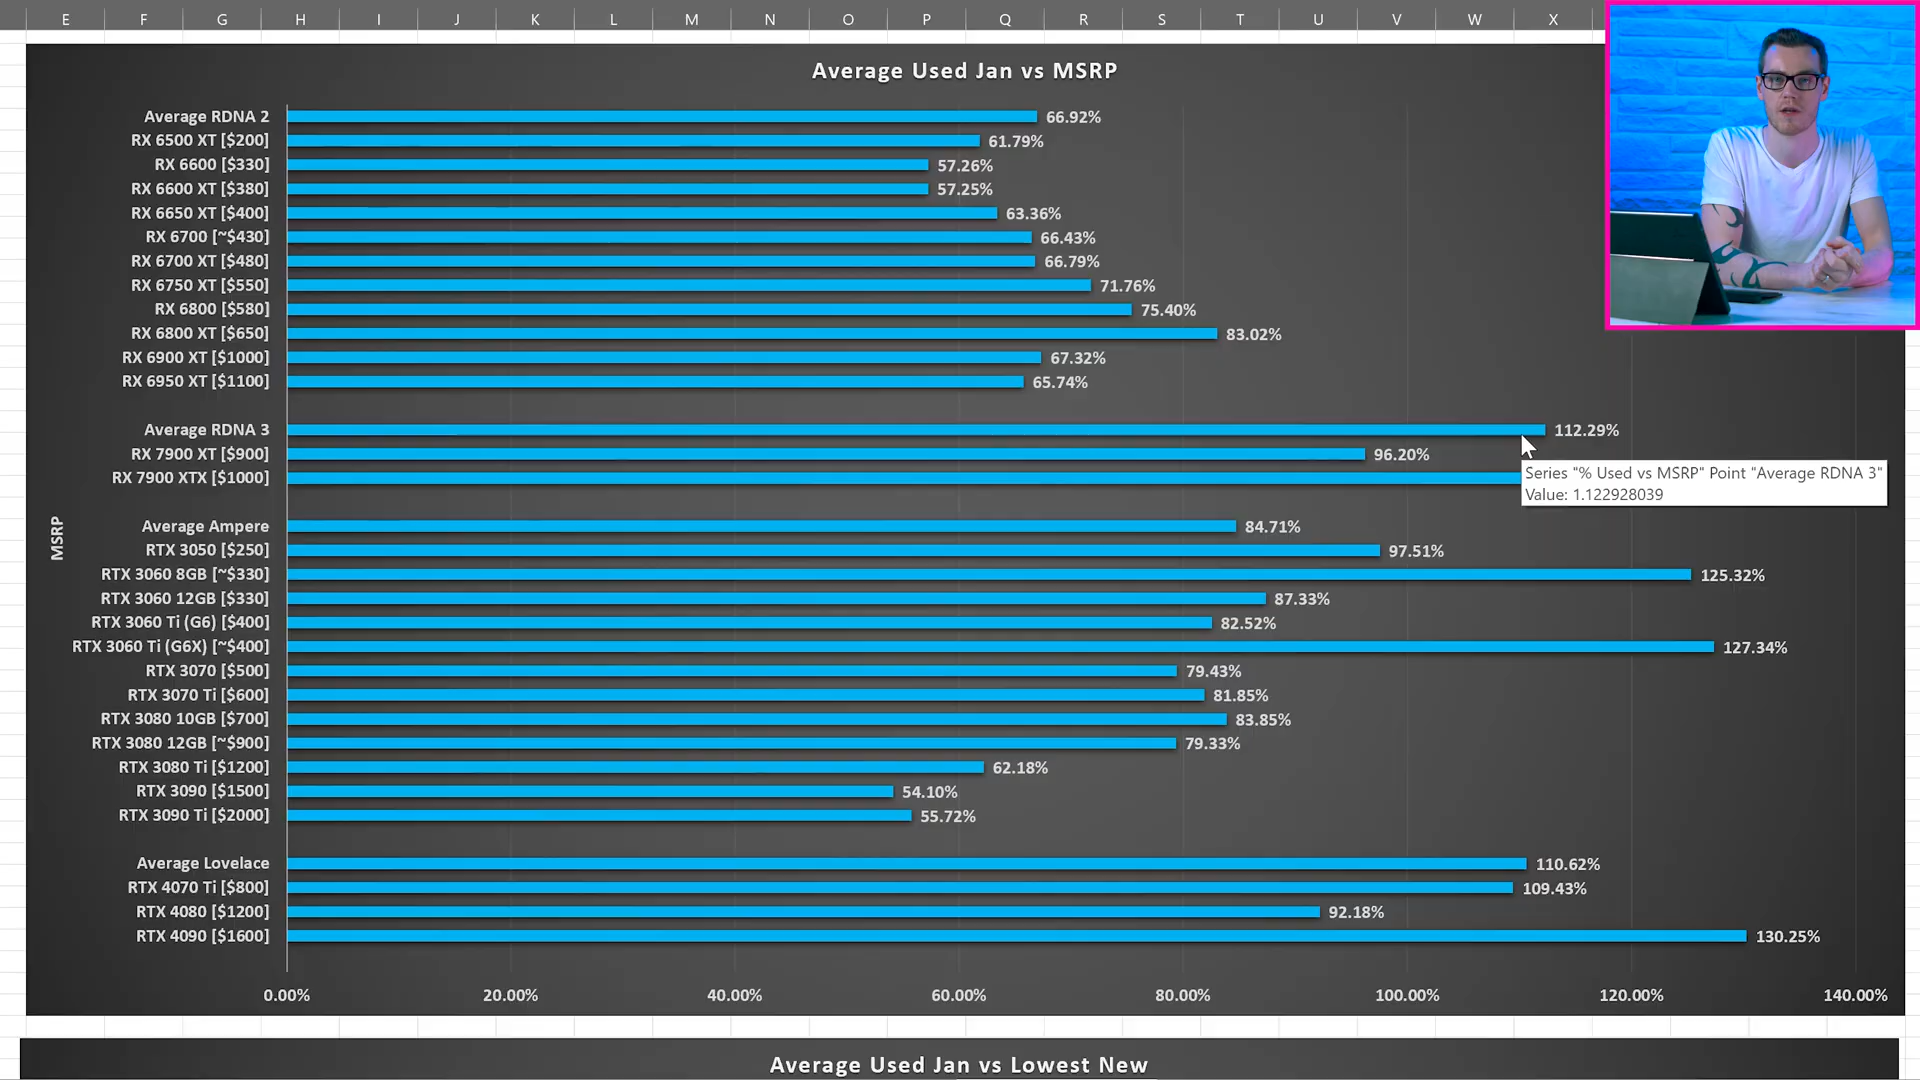 E F G H I J K L M N O P Q R S T U V W X
Average Used Jan vs MSRP
Average RDNA 2 66.92%
RX 6500 XT [$200] 61.79%
RX 6600 [$330] 57.26%
RX 6600 XT [$380] 57.25%
RX 6650 XT [$400] 63.36%
RX 6700 [~$430] 66.43%
RX 6700 XT [$480] 66.79%
RX 6750 XT [$550] 71.76%
RX 6800 [$580] 75.40%
RX 6800 XT [$650] 83.02%
RX 6900 XT [$1000] 67.32%
RX 6950 XT [$1100] 65.74%
Average RDNA 3 112.29%
RX 7900 XT [$900] 96.20%
RX 7900 XTX [$1000]
Series "% Used vs MSRP" Point "Average RDNA 3"
Value: 1.122928039
MSRP
Average Ampere 84.71%
RTX 3050 [$250] 97.51%
RTX 3060 8GB [~$330] 125.32%
RTX 3060 12GB [$330] 87.33%
RTX 3060 Ti (G6) [$400] 82.52%
RTX 3060 Ti (G6X) [~$400] 127.34%
RTX 3070 [$500] 79.43%
RTX 3070 Ti [$600] 81.85%
RTX 3080 10GB [$700] 83.85%
RTX 3080 12GB [~$900] 79.33%
RTX 3080 Ti [$1200] 62.18%
RTX 3090 [$1500] 54.10%
RTX 3090 Ti [$2000] 55.72%
Average Lovelace 110.62%
RTX 4070 Ti [$800] 109.43%
RTX 4080 [$1200] 92.18%
RTX 4090 [$1600] 130.25%
0.00% 20.00% 40.00% 60.00% 80.00% 100.00% 120.00% 140.00%
Average Used Jan vs Lowest New